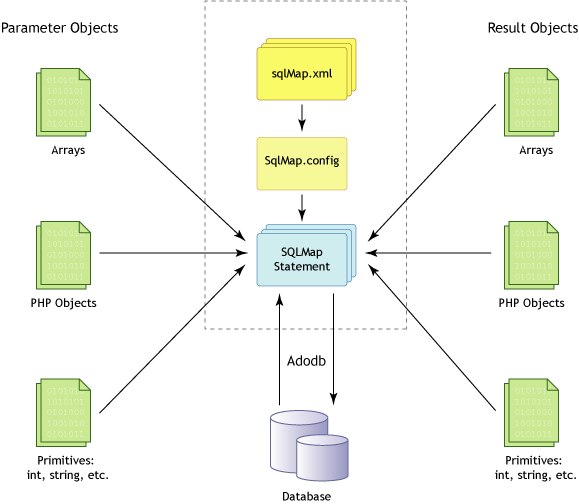 Parameter Objects
Result Objects
sqlMap.xml
Arrays
Arrays
SqlMap.config
SQLMap
Statement
PHP Objects
PHP Objects
Adodb
Primitives:
int, string, etc.
Primitives:
int, string, etc.
Database